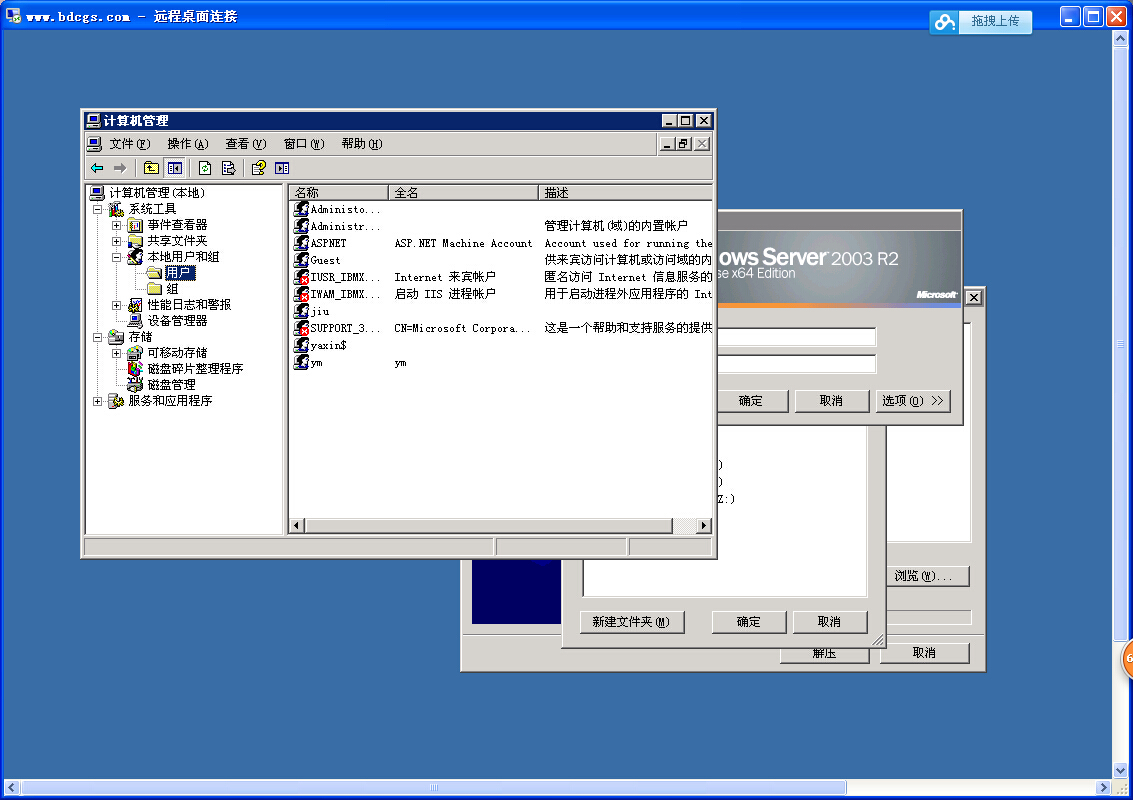 www.bdcgs.com - 远程桌面连接
拖拽上传
计算机管理
文件(F) 操作(A) 查看(V) 窗口(W) 帮助(H)
计算机管理(本地)
系统工具
事件查看器
共享文件夹
本地用户和组
用户
组
性能日志和警报
设备管理器
存储
可移动存储
磁盘碎片整理程序
磁盘管理
服务和应用程序
名称 全名 描述
Administo...
Administr... 管理计算机(域)的内置帐户
ASPNET ASP.NET Machine Account Account used for running the
Guest 供来宾访问计算机或访问域的内
IUSR_IBMX... Internet 来宾帐户 匿名访问 Internet 信息服务的
IWAM_IBMX... 启动 IIS 进程帐户 用于启动进程外应用程序的 Int
jiu
SUPPORT_3... CN=Microsoft Corpora... 这是一个帮助和支持服务的提供
yaxin$
ym ym
ows Server 2003 R2
se x64 Edition
Microsoft
确定 取消 选项(O) >>
)
)
Z:)
浏览(W)...
新建文件夹(M) 确定 取消
解压 取消
6